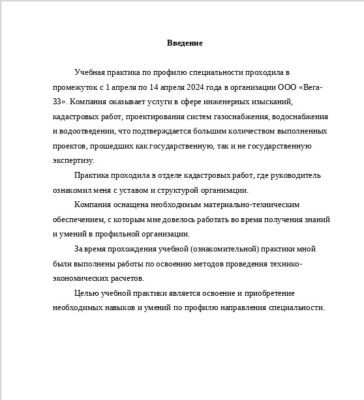 Введение
Учебная практика по профилю специальности проходила в
промежуток с 1 апреля по 14 апреля 2024 года в организации ООО «Вега-
33». Компания оказывает услуги в сфере инженерных изысканий,
кадастровых работ, проектирования систем газоснабжения, водоснабжения
и водоотведении, что подтверждается большим количеством выполненных
проектов, прошедших как государственную, так и не государственную
экспертизу.
Практика проходила в отделе кадастровых работ, где руководитель
ознакомил меня с уставом и структурой организации.
Компания оснащена необходимым материально-техническим
обеспечением, с которым мне довелось работать во время получения знаний
и умений в профильной организации.
За время прохождения учебной (ознакомительной) практики мной
были выполнены работы по освоению методов проведения технико-
экономических расчетов.
Целью учебной практики является освоение и приобретение
необходимых навыков и умений по профилю направления специальности.